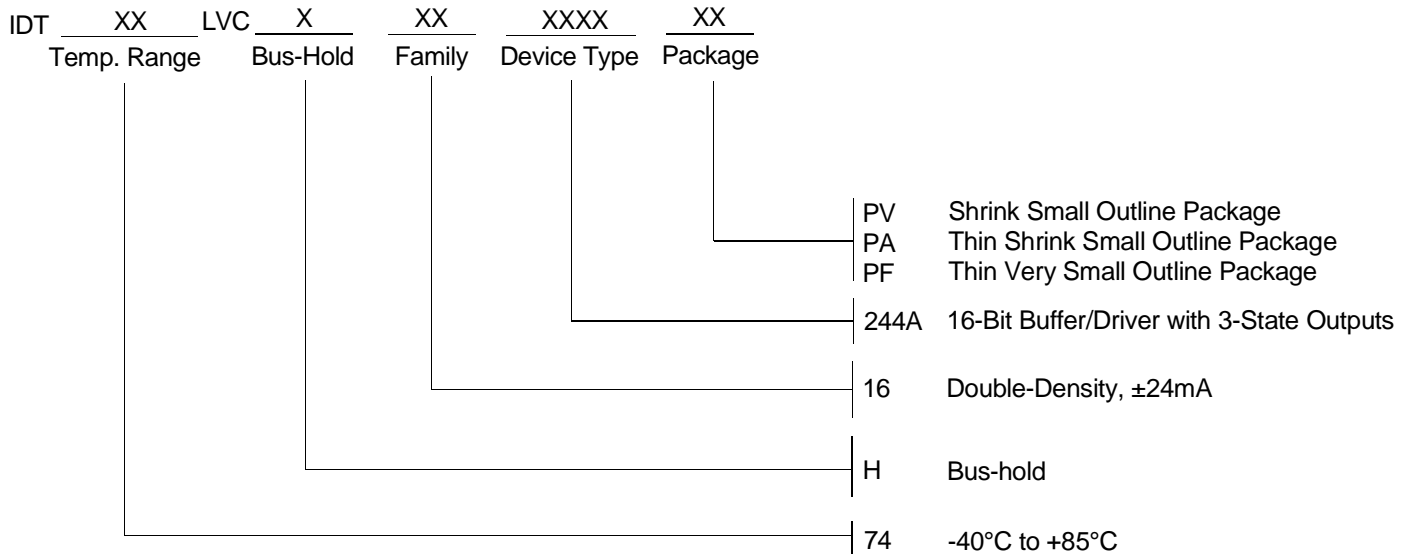 IDT XX LVC X XX XXXX XX
Temp. Range Bus-Hold Family Device Type Package
PV Shrink Small Outline Package
PA Thin Shrink Small Outline Package
PF Thin Very Small Outline Package
244A 16-Bit Buffer/Driver with 3-State Outputs
16 Double-Density, ±24mA
H Bus-hold
74 -40°C to +85°C